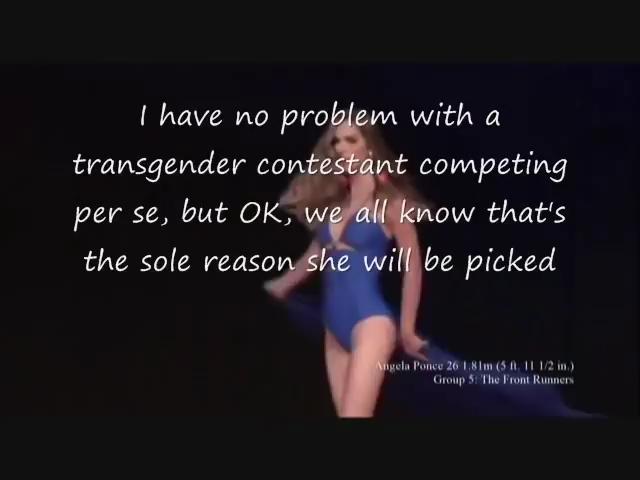 I have no problem with a
transgender contestant competing
per se, but OK, we all know that's
the sole reason she will be picked
Angela Ponce 26 1.81m (5 ft. 11 1/2 in.)
Group 5: The Front Runners